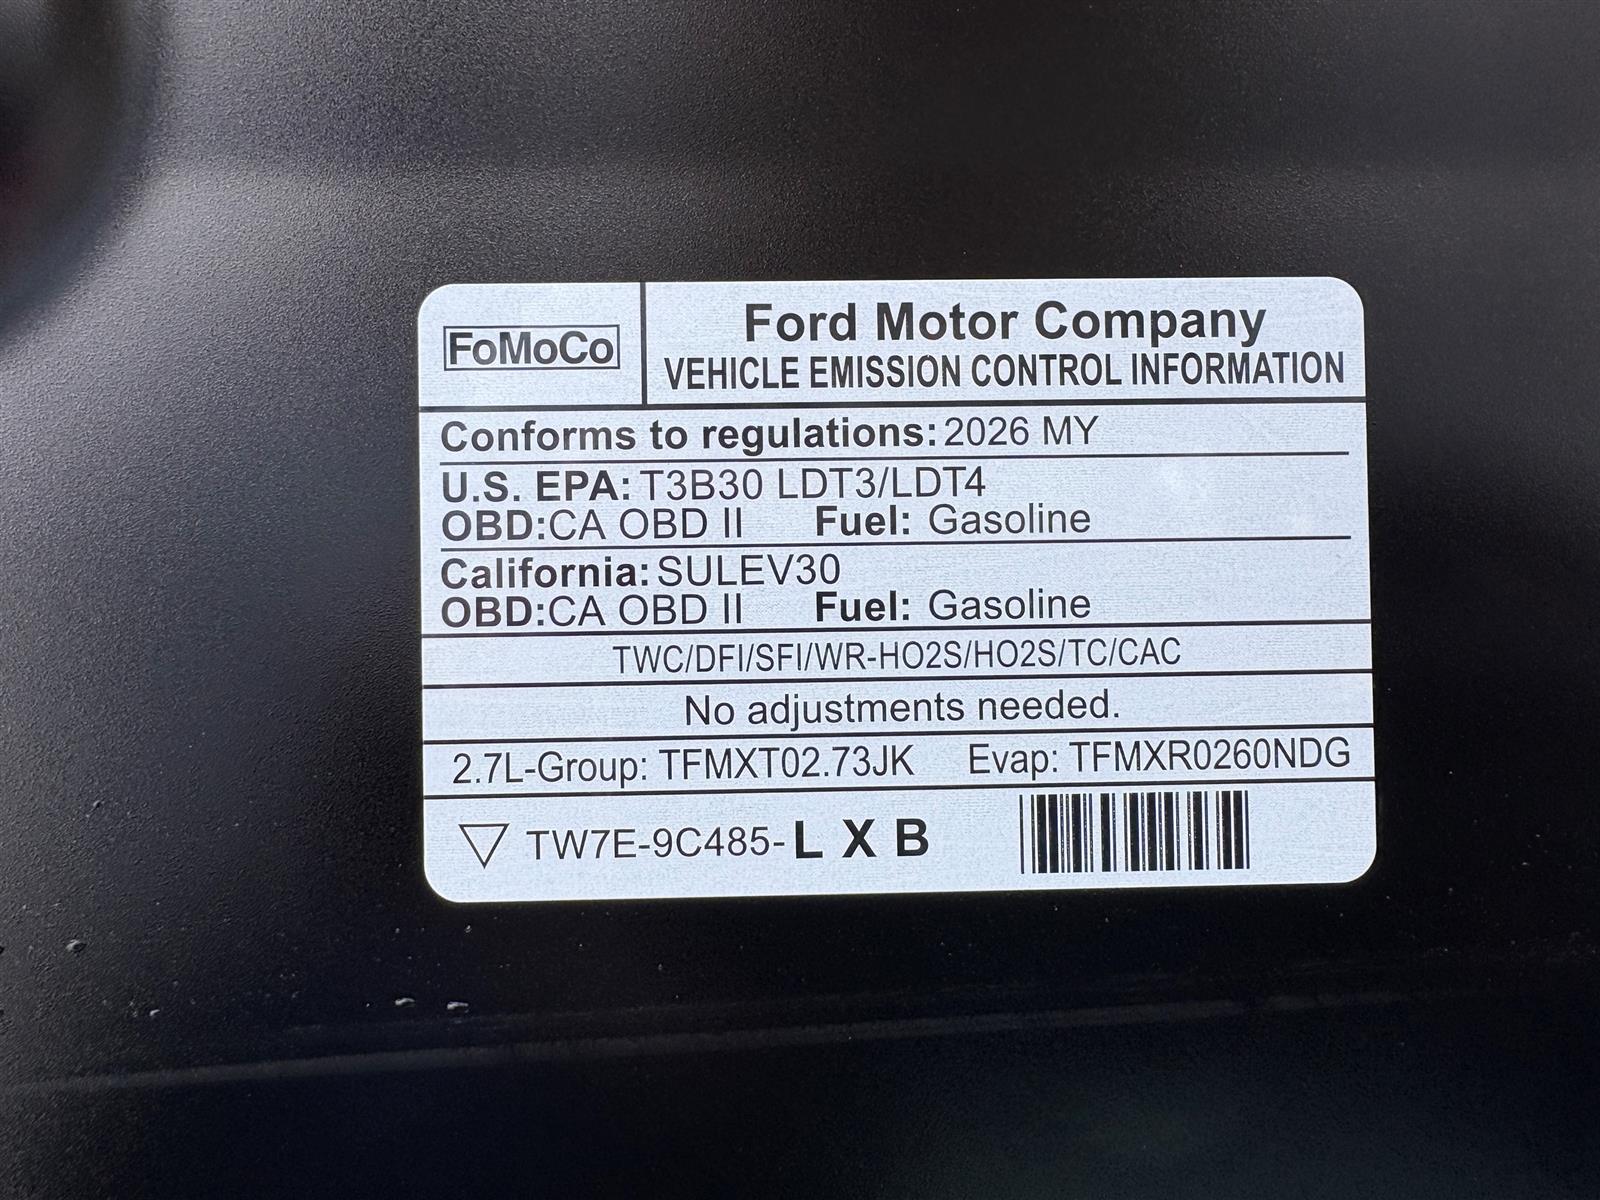 FoMoCo
Ford Motor Company
VEHICLE EMISSION CONTROL INFORMATION
Conforms to regulations: 2026 MY
U.S. EPA: T3B30 LDT3/LDT4
OBD: CA OBD II Fuel: Gasoline
California: SULEV30
OBD: CA OBD II Fuel: Gasoline
TWC/DFI/SFI/WR-HO2S/HO2S/TC/CAC
No adjustments needed.
2.7L-Group: TFMXT02.73JK Evap: TFMXR0260NDG
TW7E-9C485-L X B